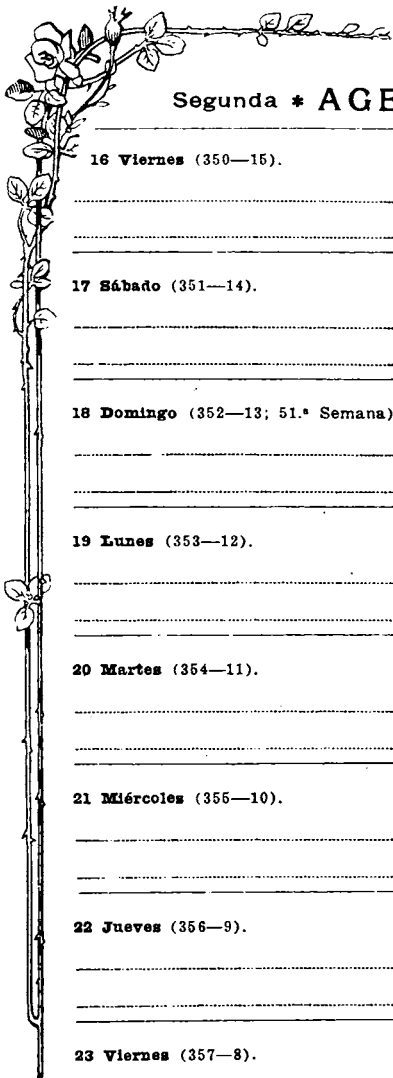 Segunda * AGE
16 Viernes (350—15).
17 Sábado (351—14).
18 Domingo (352—13; 51.ª Semana)
19 Lunes (353—12).
20 Martes (354—11).
21 Miércoles (355—10).
22 Jueves (356—9).
23 Viernes (357—8).